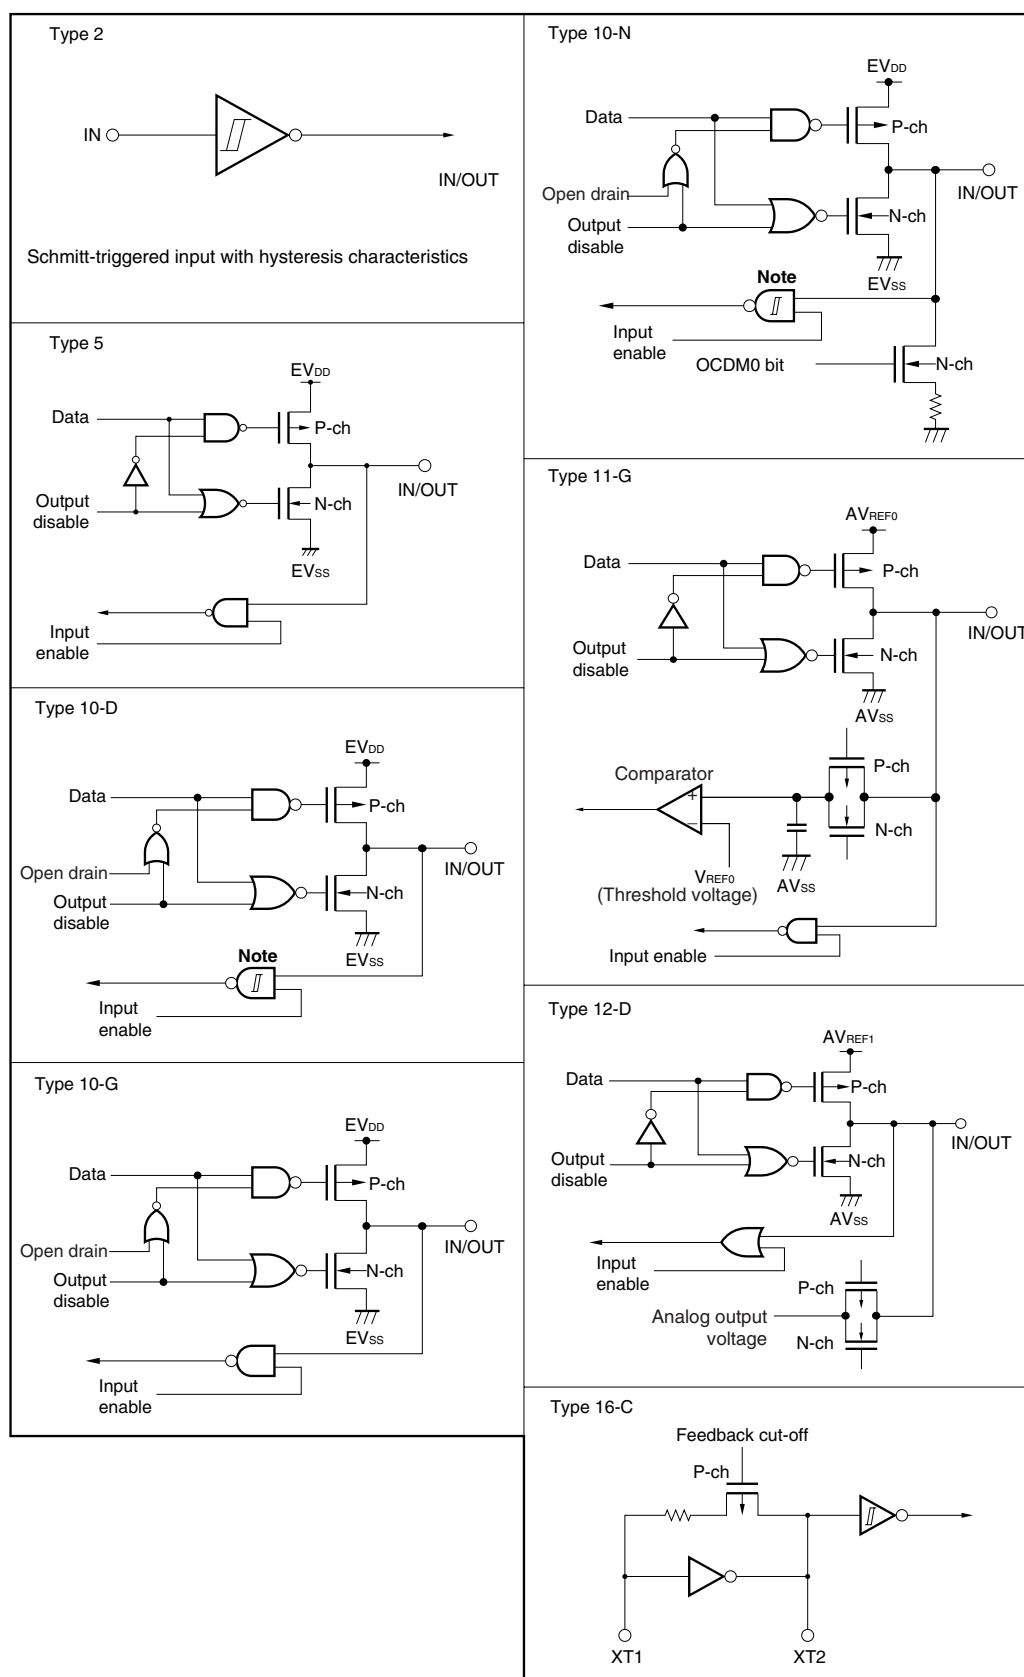 Type 2
IN
IN/OUT
Schmitt-triggered input with hysteresis characteristics
Type 5
EVDD
Data
P-ch
IN/OUT
Output
disable
N-ch
EVSS
Input
enable
Type 10-D
EVDD
Data
P-ch
IN/OUT
Open drain
N-ch
Output
disable
EVSS
Note
Input
enable
Type 10-G
EVDD
Data
P-ch
IN/OUT
Open drain
N-ch
Output
disable
EVSS
Input
enable
Type 10-N
EVDD
Data
P-ch
IN/OUT
Open drain
N-ch
Output
disable
EVSS
Note
Input
enable
OCDM0 bit
N-ch
Type 11-G
AVREF0
Data
P-ch
IN/OUT
Output
disable
N-ch
AVSS
P-ch
Comparator
+
–
N-ch
VREF0
(Threshold voltage)
AVSS
Input enable
Type 12-D
AVREF1
Data
P-ch
IN/OUT
Output
disable
N-ch
AVSS
Input
enable
P-ch
Analog output
voltage
N-ch
Type 16-C
Feedback cut-off
P-ch
XT1
XT2